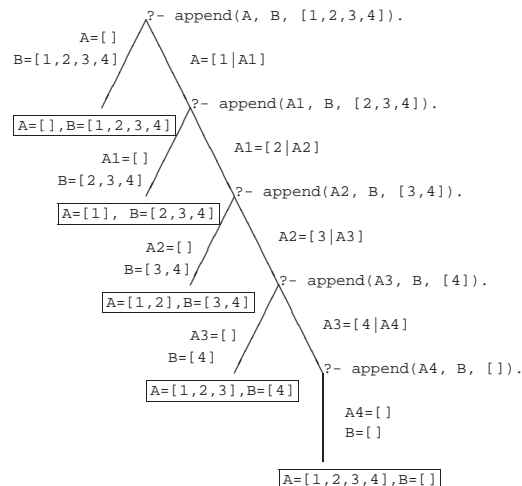 ?- append(A, B, [1,2,3,4]).
A=[]
B=[1,2,3,4]
A=[1|A1]
?- append(A1, B, [2,3,4]).
A=[],B=[1,2,3,4]
A1=[]
B=[2,3,4]
A1=[2|A2]
?- append(A2, B, [3,4]).
A=[1], B=[2,3,4]
A2=[]
B=[3,4]
A2=[3|A3]
?- append(A3, B, [4]).
A=[1,2],B=[3,4]
A3=[]
B=[4]
A3=[4|A4]
?- append(A4, B, []).
A=[1,2,3],B=[4]
A4=[]
B=[]
A=[1,2,3,4],B=[]